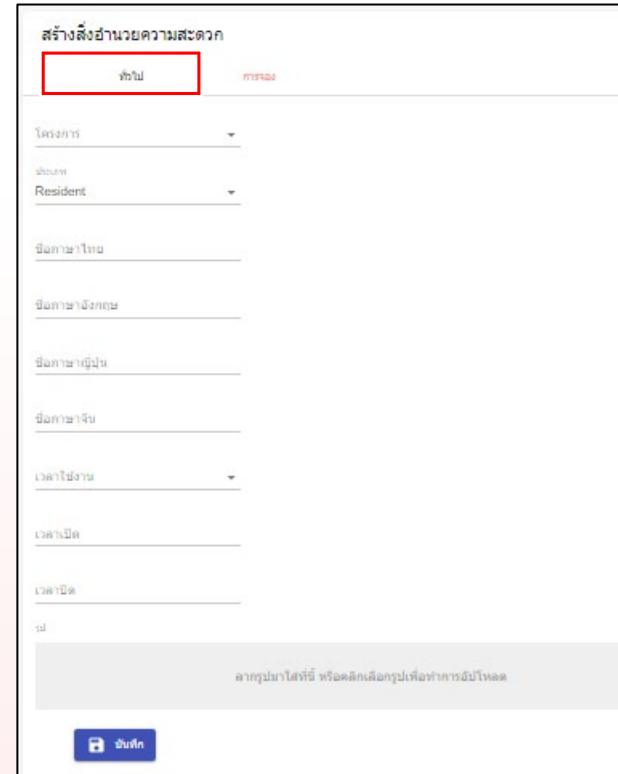 สร้างสิ่งอำนวยความสะดวก
ทั่วไป การจอง
โครงการ
ประเภท
Resident
ชื่อภาษาไทย
ชื่อภาษาอังกฤษ
ชื่อภาษาญี่ปุ่น
ชื่อภาษาจีน
เวลาใช้งาน
เวลาเปิด
เวลาปิด
รูป
ลากรูปมาใส่ที่นี้ หรือคลิกเลือกรูปเพื่อทำการอัปโหลด
บันทึก